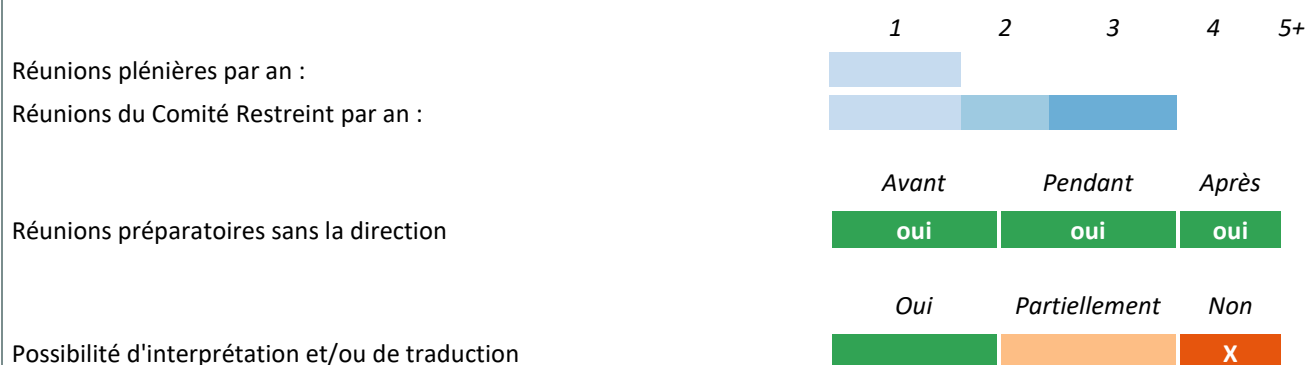 1 2 3 4 5+
Réunions plénières par an :
Réunions du Comité Restreint par an :
Avant Pendant Après
Réunions préparatoires sans la direction oui oui oui
Oui Partiellement Non
Possibilité d'interprétation et/ou de traduction X